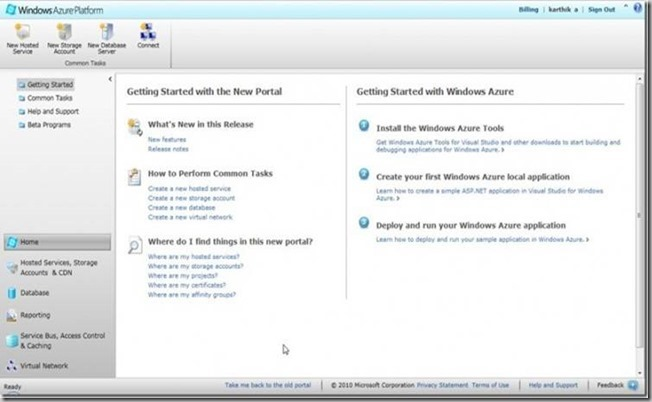 Windows Azure Platform
Billing | karthik a | Sign Out
New Hosted Service
New Storage Account
New Database Server
Connect
Common Tasks
Getting Started
Common Tasks
Help and Support
Beta Programs
Home
Hosted Services, Storage
Accounts & CDN
Database
Reporting
Service Bus, Access Control
& Caching
Virtual Network
Getting Started with the New Portal
What's New in this Release
New features
Release notes
How to Perform Common Tasks
Create a new hosted service
Create a new storage account
Create a new database
Create a new virtual network
Where do I find things in this new portal?
Where are my hosted services?
Where are my storage accounts?
Where are my projects?
Where are my certificates?
Where are my affinity groups?
Getting Started with Windows Azure
Install the Windows Azure Tools
Get Windows Azure Tools for Visual Studio and other downloads to start building and
debugging applications for Windows Azure.
Create your first Windows Azure local application
Learn how to create a simple ASP.NET application in Visual Studio for Windows
Azure.
Deploy and run your Windows Azure application
Learn how to deploy and run your sample application in Windows Azure.
Ready
Take me back to the old portal | © 2010 Microsoft Corporation Privacy Statement Terms of Use | Help and Support | Feedback